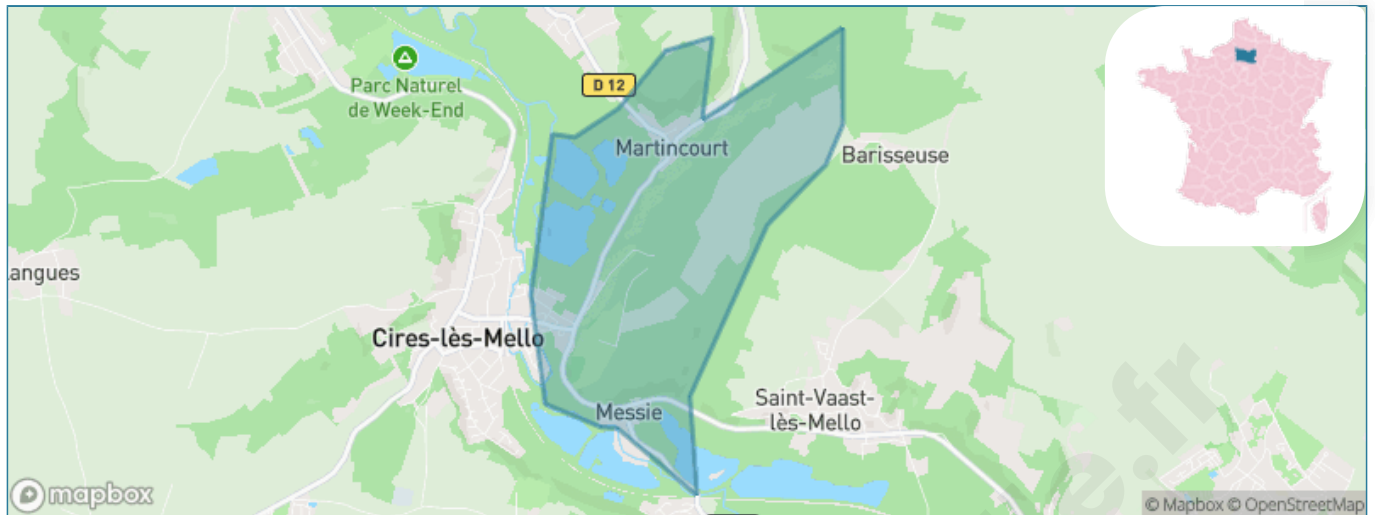 Parc Naturel
de Week-End
D 12
Martincourt
Barisseuse
angues
Cires-lès-Mello
Messie
Saint-Vaast-
lès-Mello
mapbox
© Mapbox © OpenStreetMap
e.fr